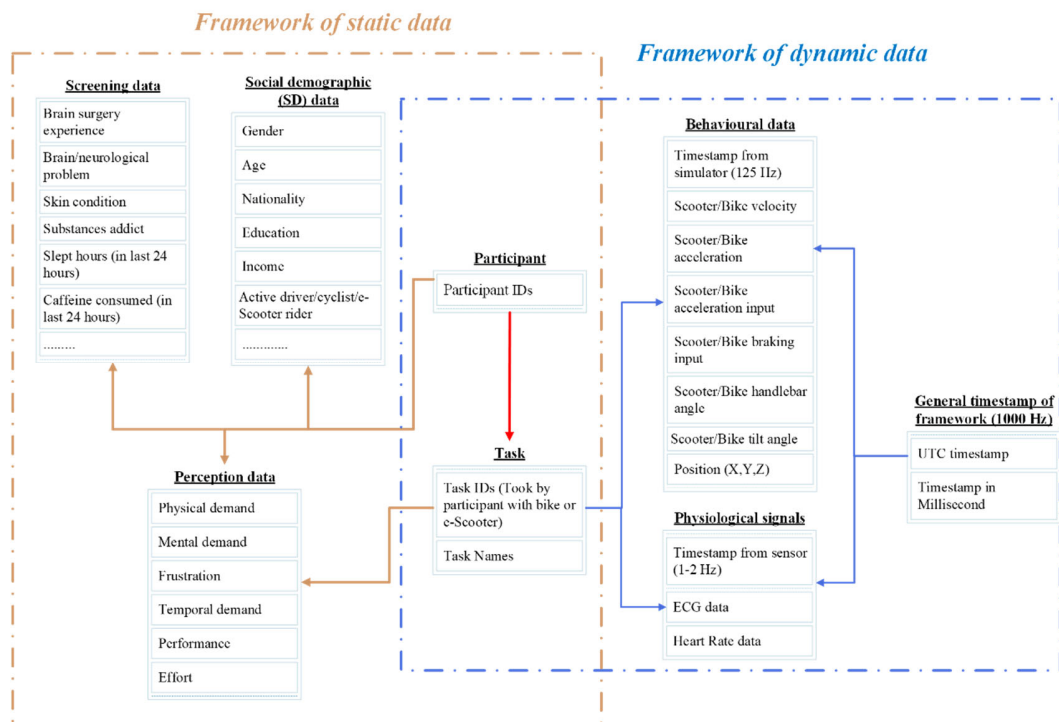 Framework of static data
Framework of dynamic data
Screening data
Brain surgery
experience
Brain/neurological
problem
Skin condition
Substances addict
Slept hours (in last 24
hours)
Caffeine consumed (in
last 24 hours)
.........
Social demographic
(SD) data
Gender
Age
Nationality
Education
Income
Active driver/cyclist/e-
Scooter rider
.............
Perception data
Physical demand
Mental demand
Frustration
Temporal demand
Performance
Effort
Participant
Participant IDs
Task
Task IDs (Took by
participant with bike or
e-Scooter)
Task Names
Behavioural data
Timestamp from
simulator (125 Hz)
Scooter/Bike velocity
Scooter/Bike
acceleration
Scooter/Bike
acceleration input
Scooter/Bike braking
input
Scooter/Bike handlebar
angle
Scooter/Bike tilt angle
Position (X,Y,Z)
Physiological signals
Timestamp from sensor
(1-2 Hz)
ECG data
Heart Rate data
General timestamp of
framework (1000 Hz)
UTC timestamp
Timestamp in
Millisecond